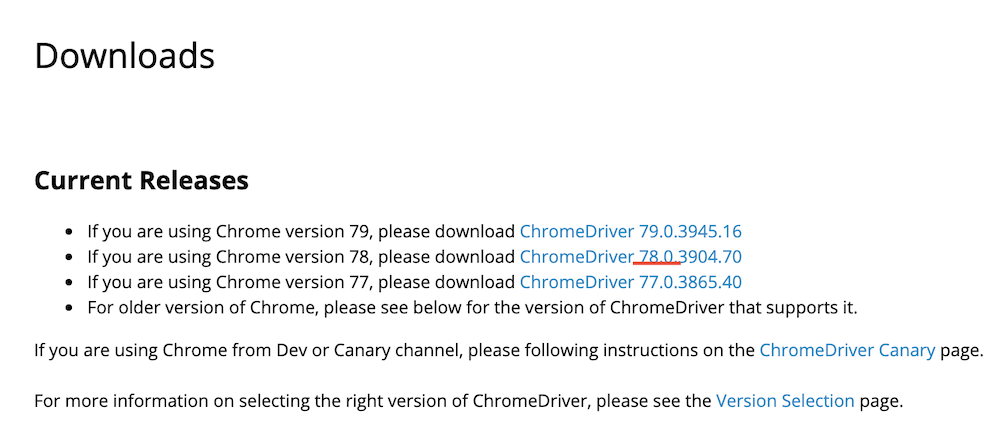 Downloads
Current Releases
If you are using Chrome version 79, please download ChromeDriver 79.0.3945.16
If you are using Chrome version 78, please download ChromeDriver 78.0.3904.70
If you are using Chrome version 77, please download ChromeDriver 77.0.3865.40
For older version of Chrome, please see below for the version of ChromeDriver that supports it.
If you are using Chrome from Dev or Canary channel, please following instructions on the ChromeDriver Canary page.
For more information on selecting the right version of ChromeDriver, please see the Version Selection page.